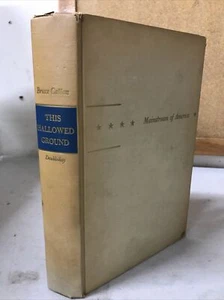 Bruce Catton
THIS
HALLOWED
GROUND
Doubleday
Mainstream of America